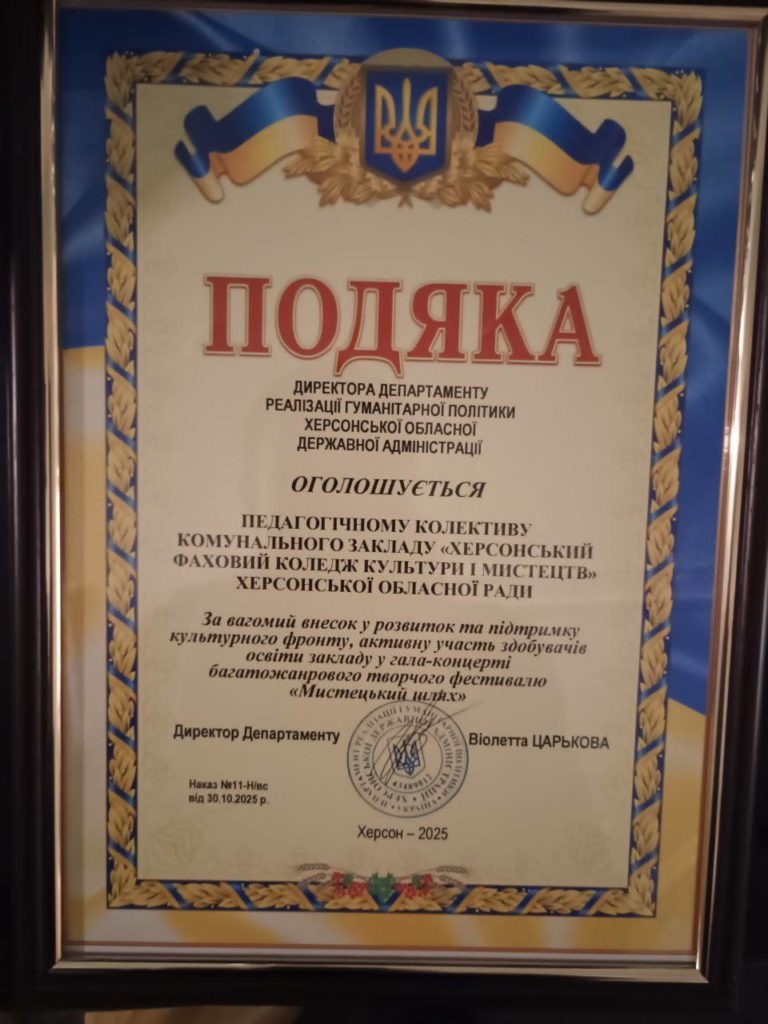 ПОДЯКА
ДИРЕКТОРА ДЕПАРТАМЕНТУ
РЕАЛІЗАЦІЇ ГУМАНІТАРНОЇ ПОЛІТИКИ
ХЕРСОНСЬКОЇ ОБЛАСНОЇ
ДЕРЖАВНОЇ АДМІНІСТРАЦІЇ
ОГОЛОШУЄТЬСЯ
ПЕДАГОГІЧНОМУ КОЛЕКТИВУ
КОМУНАЛЬНОГО ЗАКЛАДУ «ХЕРСОНСЬКИЙ
ФАХОВИЙ КОЛЕДЖ КУЛЬТУРИ І МИСТЕЦТВ»
ХЕРСОНСЬКОЇ ОБЛАСНОЇ РАДИ
За вагомий внесок у розвиток та підтримку
культурного фронту, активну участь здобувачів
освіти закладу у гала-концерті
багатожанрового творчого фестивалю
«Мистецький шлях»
Директор Департаменту Віолетта ЦАРЬКОВА
Наказ №11-Н/вс
від 30.10.2025 р.
Херсон – 2025